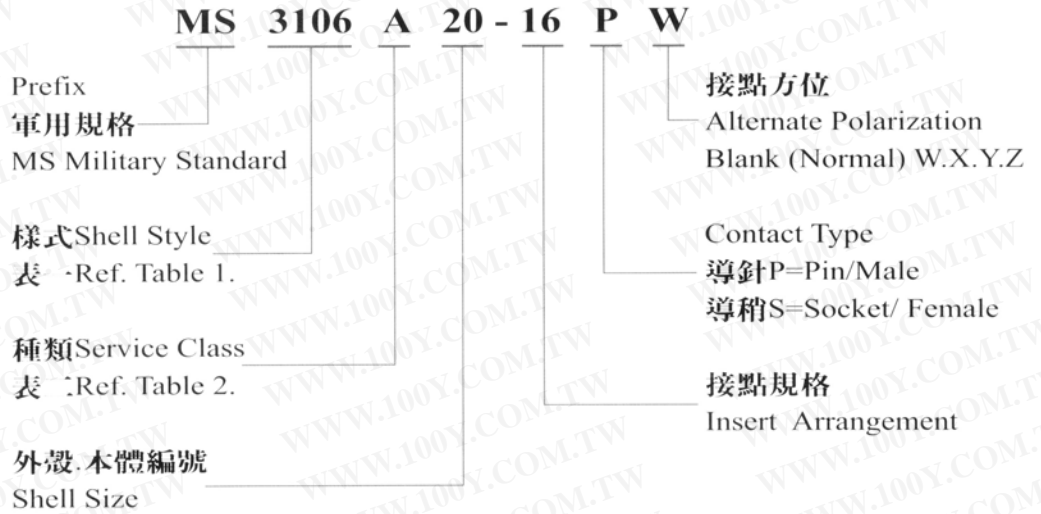 MS 3106 A 20 - 16 P W
Prefix
軍用規格
MS Military Standard
樣式Shell Style
表一Ref. Table 1.
種類Service Class
表二Ref. Table 2.
外殼.本體編號
Shell Size
接點方位
Alternate Polarization
Blank (Normal) W.X.Y.Z
Contact Type
導針P=Pin/Male
導稍S=Socket/ Female
接點規格
Insert Arrangement
WWW.100Y.COM.TW